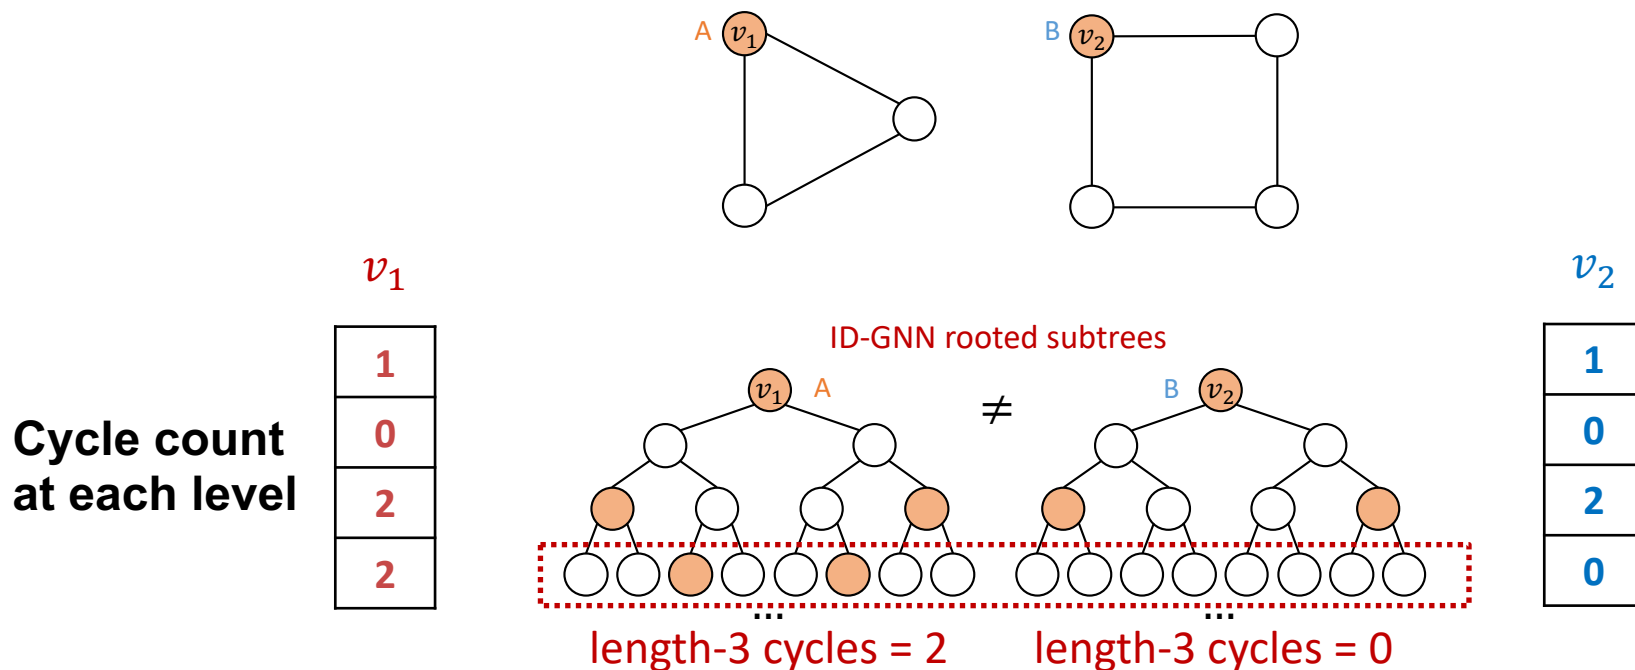 A v₁
B v₂
v₁
v₂
ID-GNN rooted subtrees
1
0
2
2
Cycle count
at each level
v₁ A
≠
B v₂
1
0
2
0
...
...
length-3 cycles = 2
length-3 cycles = 0